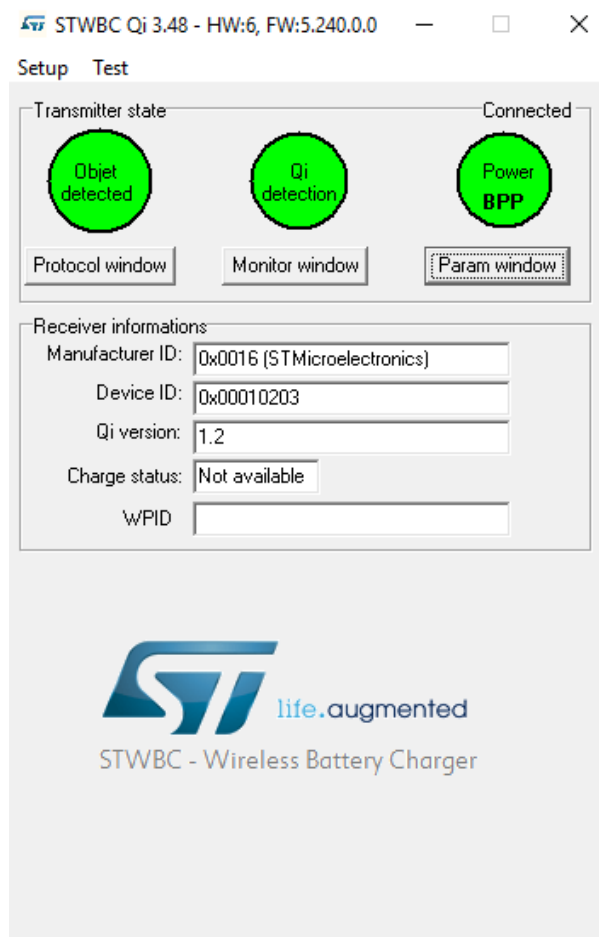 STWBC Qi 3.48 - HW:6, FW:5.240.0.0
Setup Test
Transmitter state Connected
Objet
detected
Qi
detection
Power
BPP
Protocol window Monitor window Param window
Receiver informations
Manufacturer ID: 0x0016 (STMicroelectronics)
Device ID: 0x00010203
Qi version: 1.2
Charge status: Not available
WPID
ST life.augmented
STWBC - Wireless Battery Charger